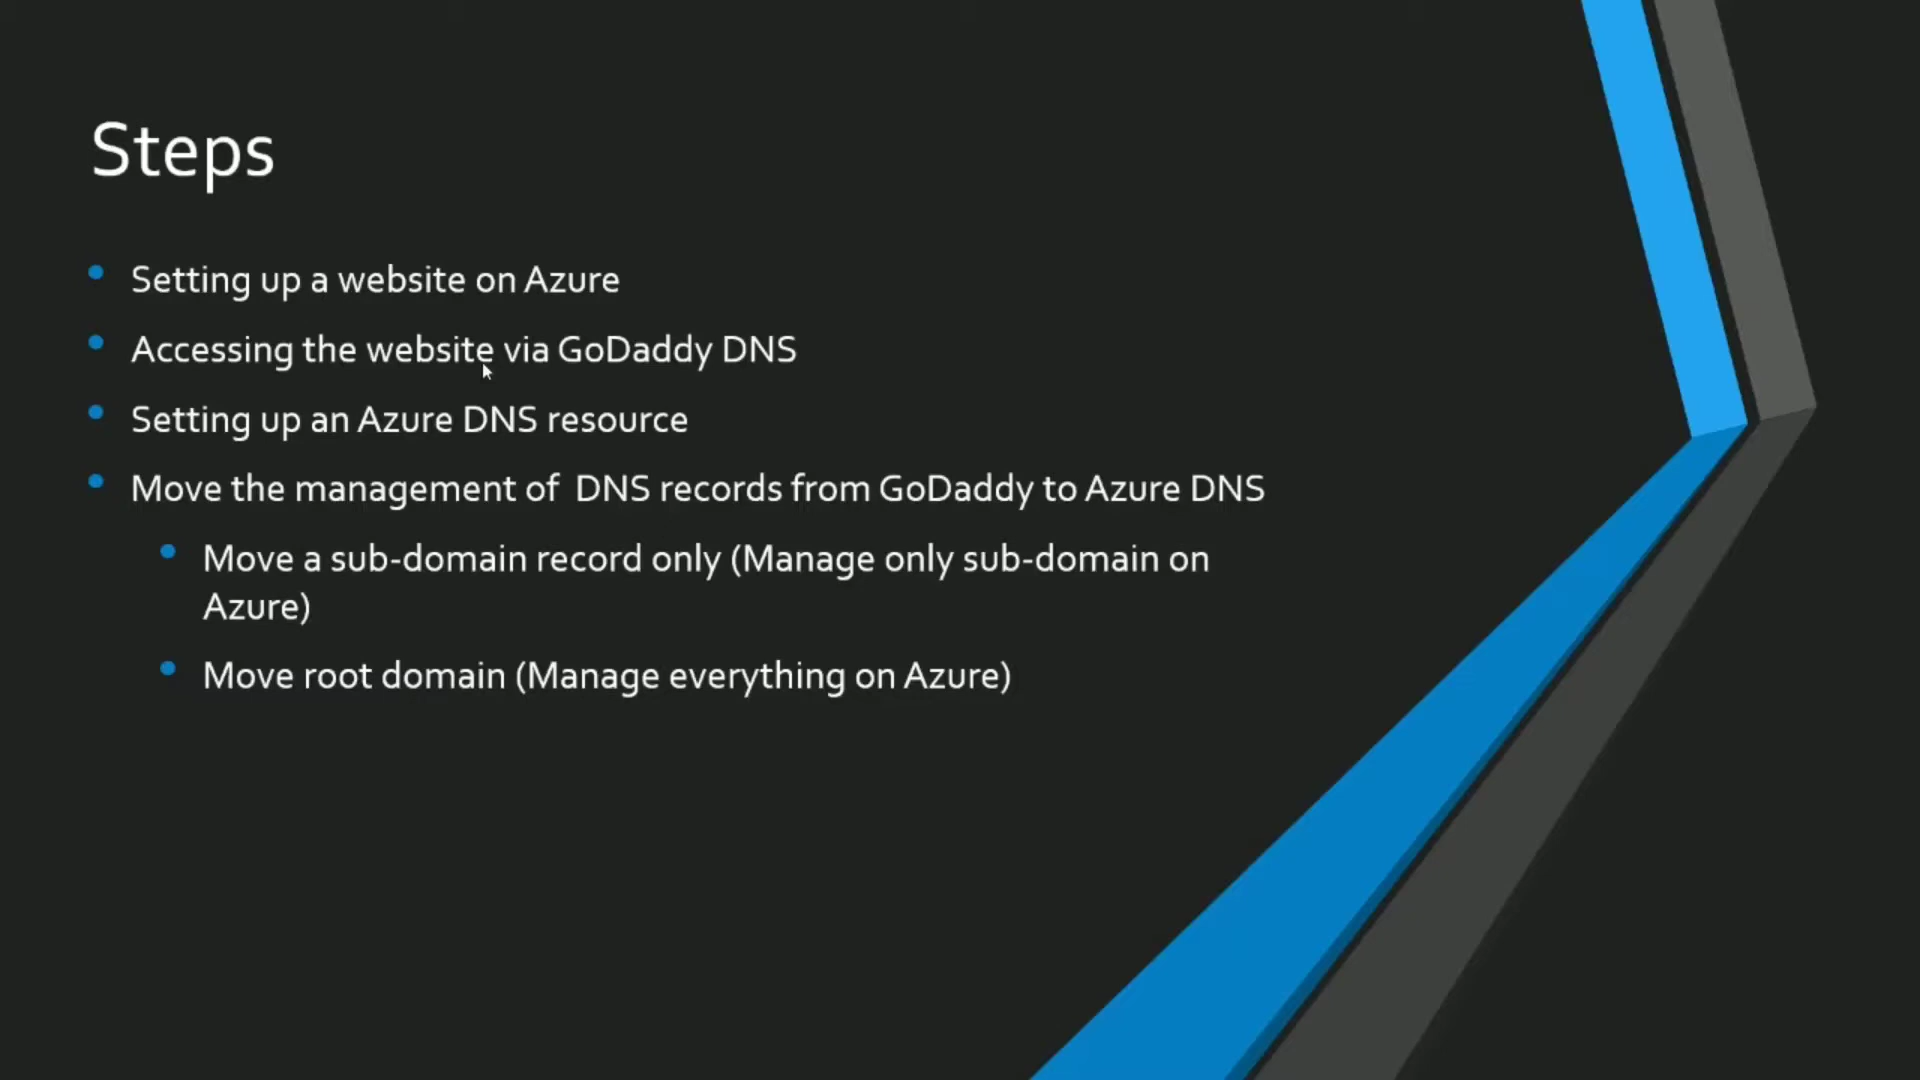 Steps
Setting up a website on Azure
Accessing the website via GoDaddy DNS
Setting up an Azure DNS resource
Move the management of  DNS records from GoDaddy to Azure DNS
Move a sub-domain record only (Manage only sub-domain on
Azure)
Move root domain (Manage everything on Azure)